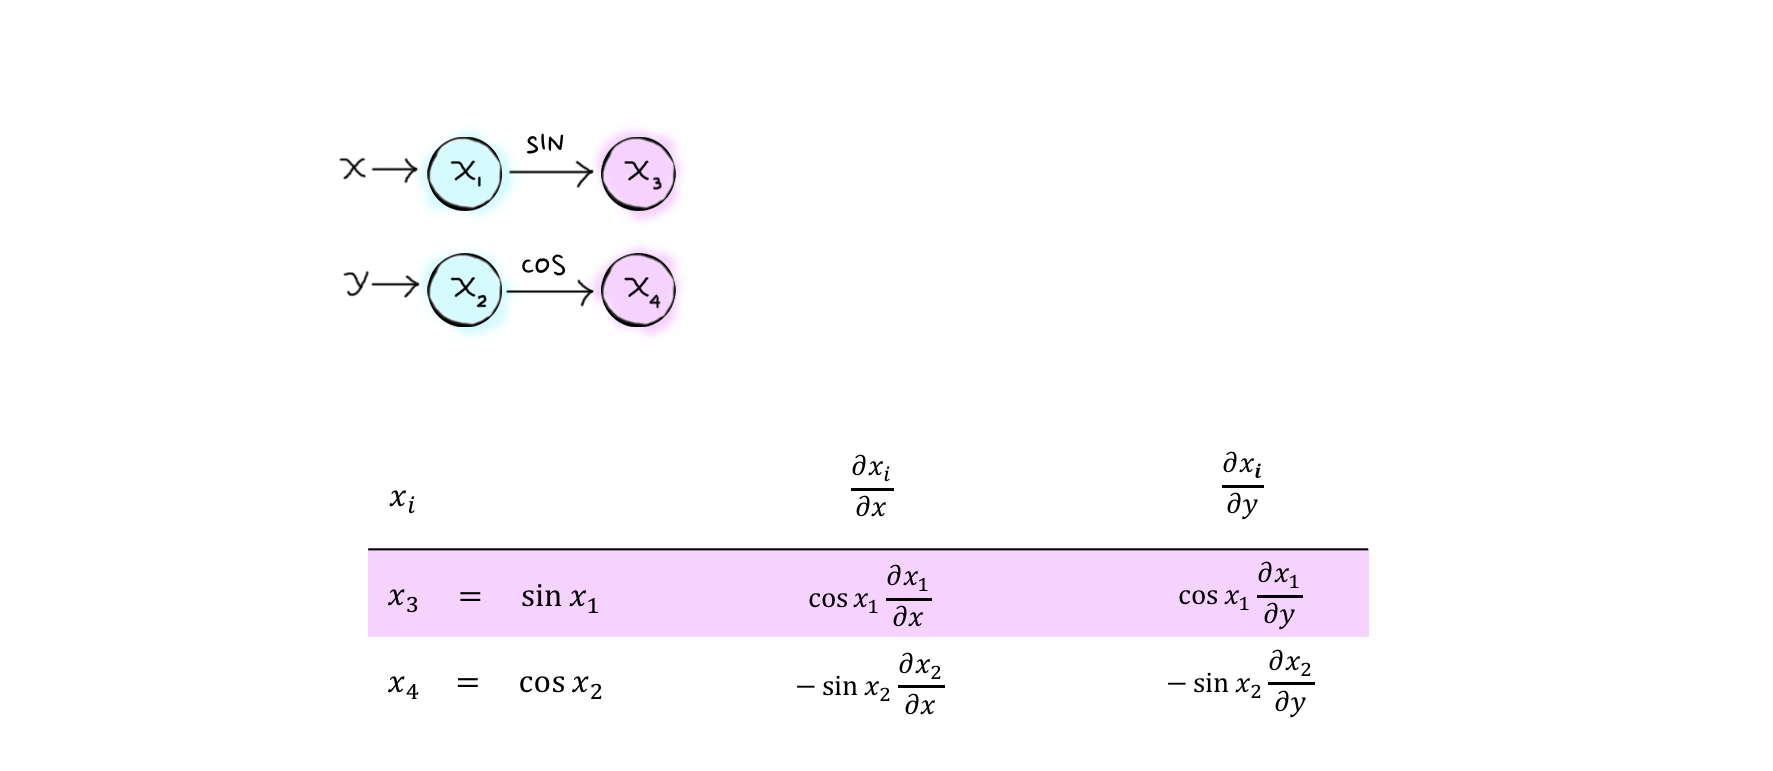 x → x₁ SIN → x₃
y → x₂ COS → x₄
xᵢ ∂xᵢ/∂x ∂xᵢ/∂y
x₃ = sin x₁ cos x₁ ∂x₁/∂x cos x₁ ∂x₁/∂y
x₄ = cos x₂ − sin x₂ ∂x₂/∂x − sin x₂ ∂x₂/∂y